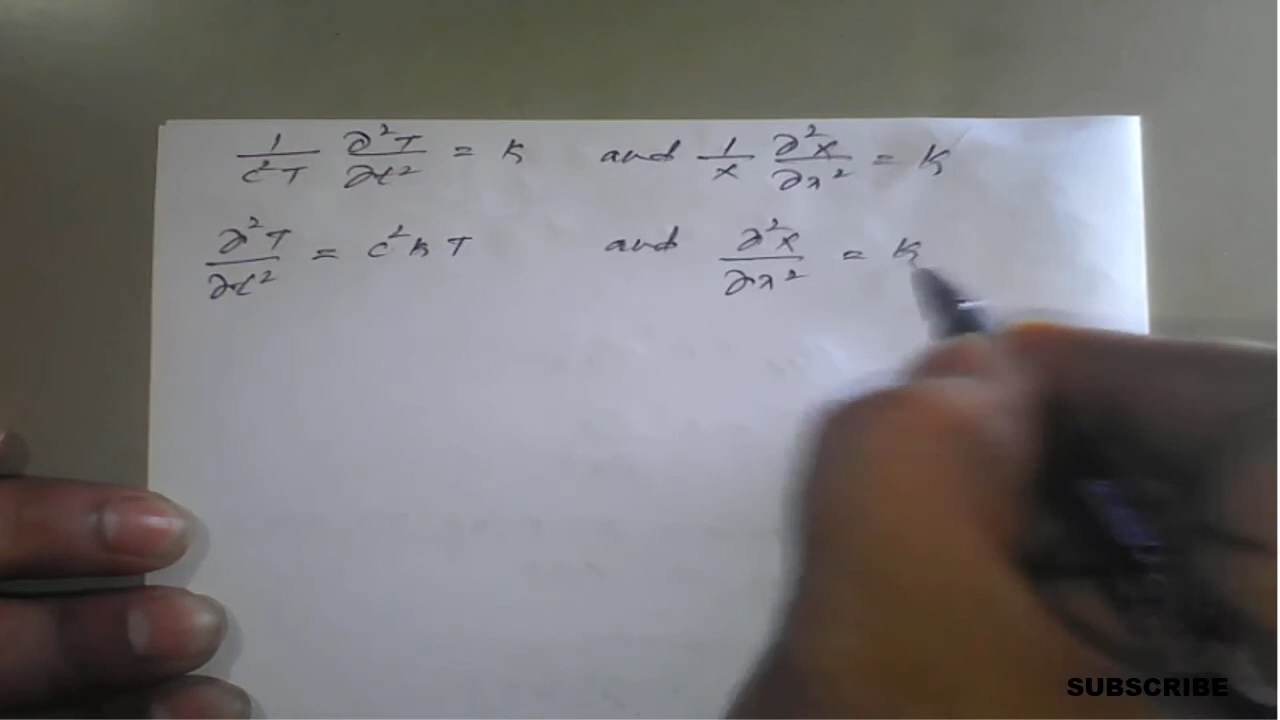 1/(c²T) ∂²T/∂t² = k and 1/X ∂²X/∂x² = k
∂²T/∂t² = c²kT and ∂²X/∂x² = k
SUBSCRIBE